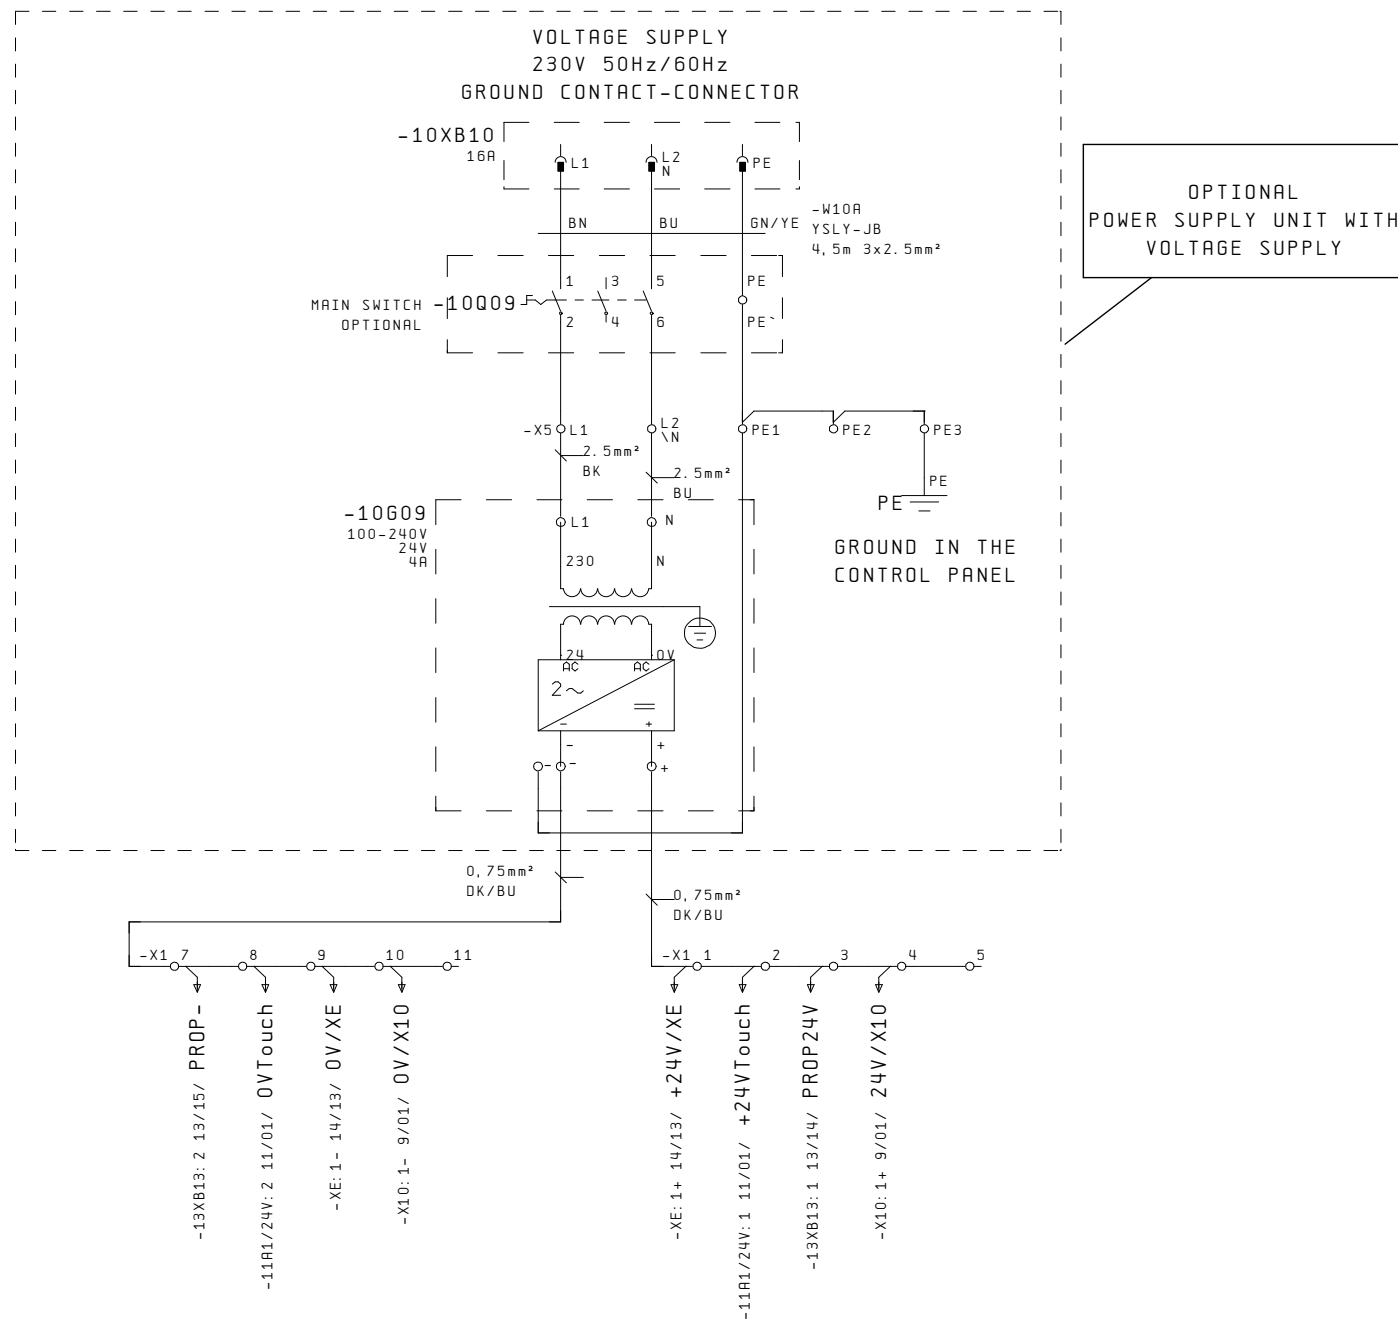 VOLTAGE SUPPLY
230V 50Hz/60Hz
GROUND CONTACT-CONNECTOR
-10XB10
16A
L1
L2
N
PE
OPTIONAL
POWER SUPPLY UNIT WITH
VOLTAGE SUPPLY
BN
BU
GN/YE
-W10A
YSLY-JB
4,5m 3x2.5mm²
1
3
5
PE
MAIN SWITCH
OPTIONAL
-10Q09
2
4
6
PE`
-X5
L1
L2
\N
PE1
PE2
PE3
2.5mm²
BK
2.5mm²
BU
PE
PE
GROUND IN THE
CONTROL PANEL
-10G09
100-240V
24V
4A
L1
N
230
N
24
0V
AC
AC
2~
-
+
-
+
-
-
+
0,75mm²
DK/BU
0,75mm²
DK/BU
-X1
7
8
9
10
11
-X1
1
2
3
4
5
-13XB13:2 13/15/ PROP-
-11A1/24V:2 11/01/ 0VTouch
-XE:1- 14/13/ 0V/XE
-X10:1- 9/01/ 0V/X10
-XE:1+ 14/13/ +24V/XE
-11A1/24V:1 11/01/ +24VTouch
-13XB13:1 13/14/ PROP24V
-X10:1+ 9/01/ 24V/X10